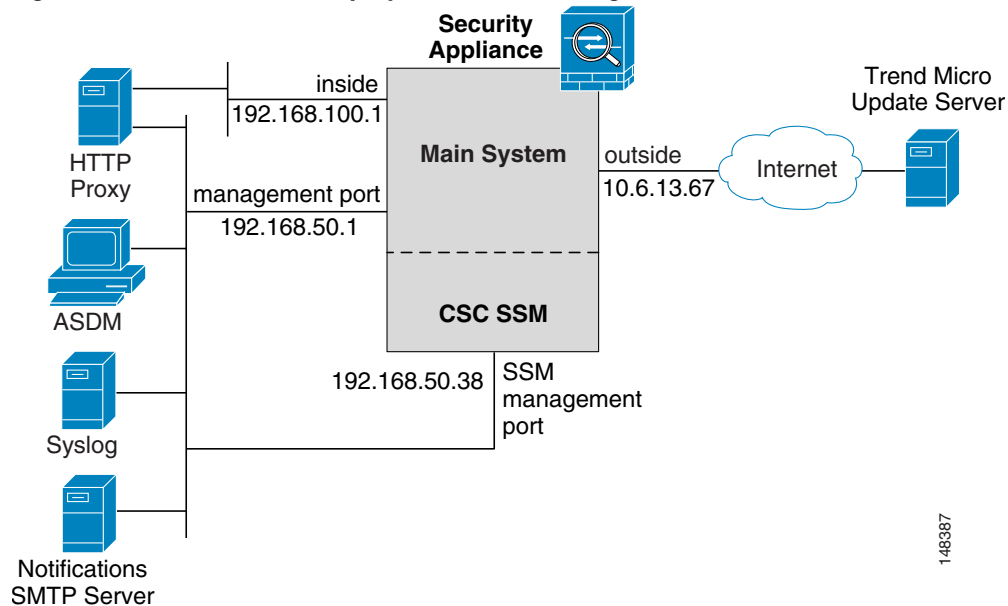 Security
Appliance
inside
192.168.100.1
HTTP
Proxy
Main System
outside
10.6.13.67
Internet
Trend Micro
Update Server
management port
192.168.50.1
ASDM
CSC SSM
192.168.50.38
SSM
management
port
Syslog
Notifications
SMTP Server
148387